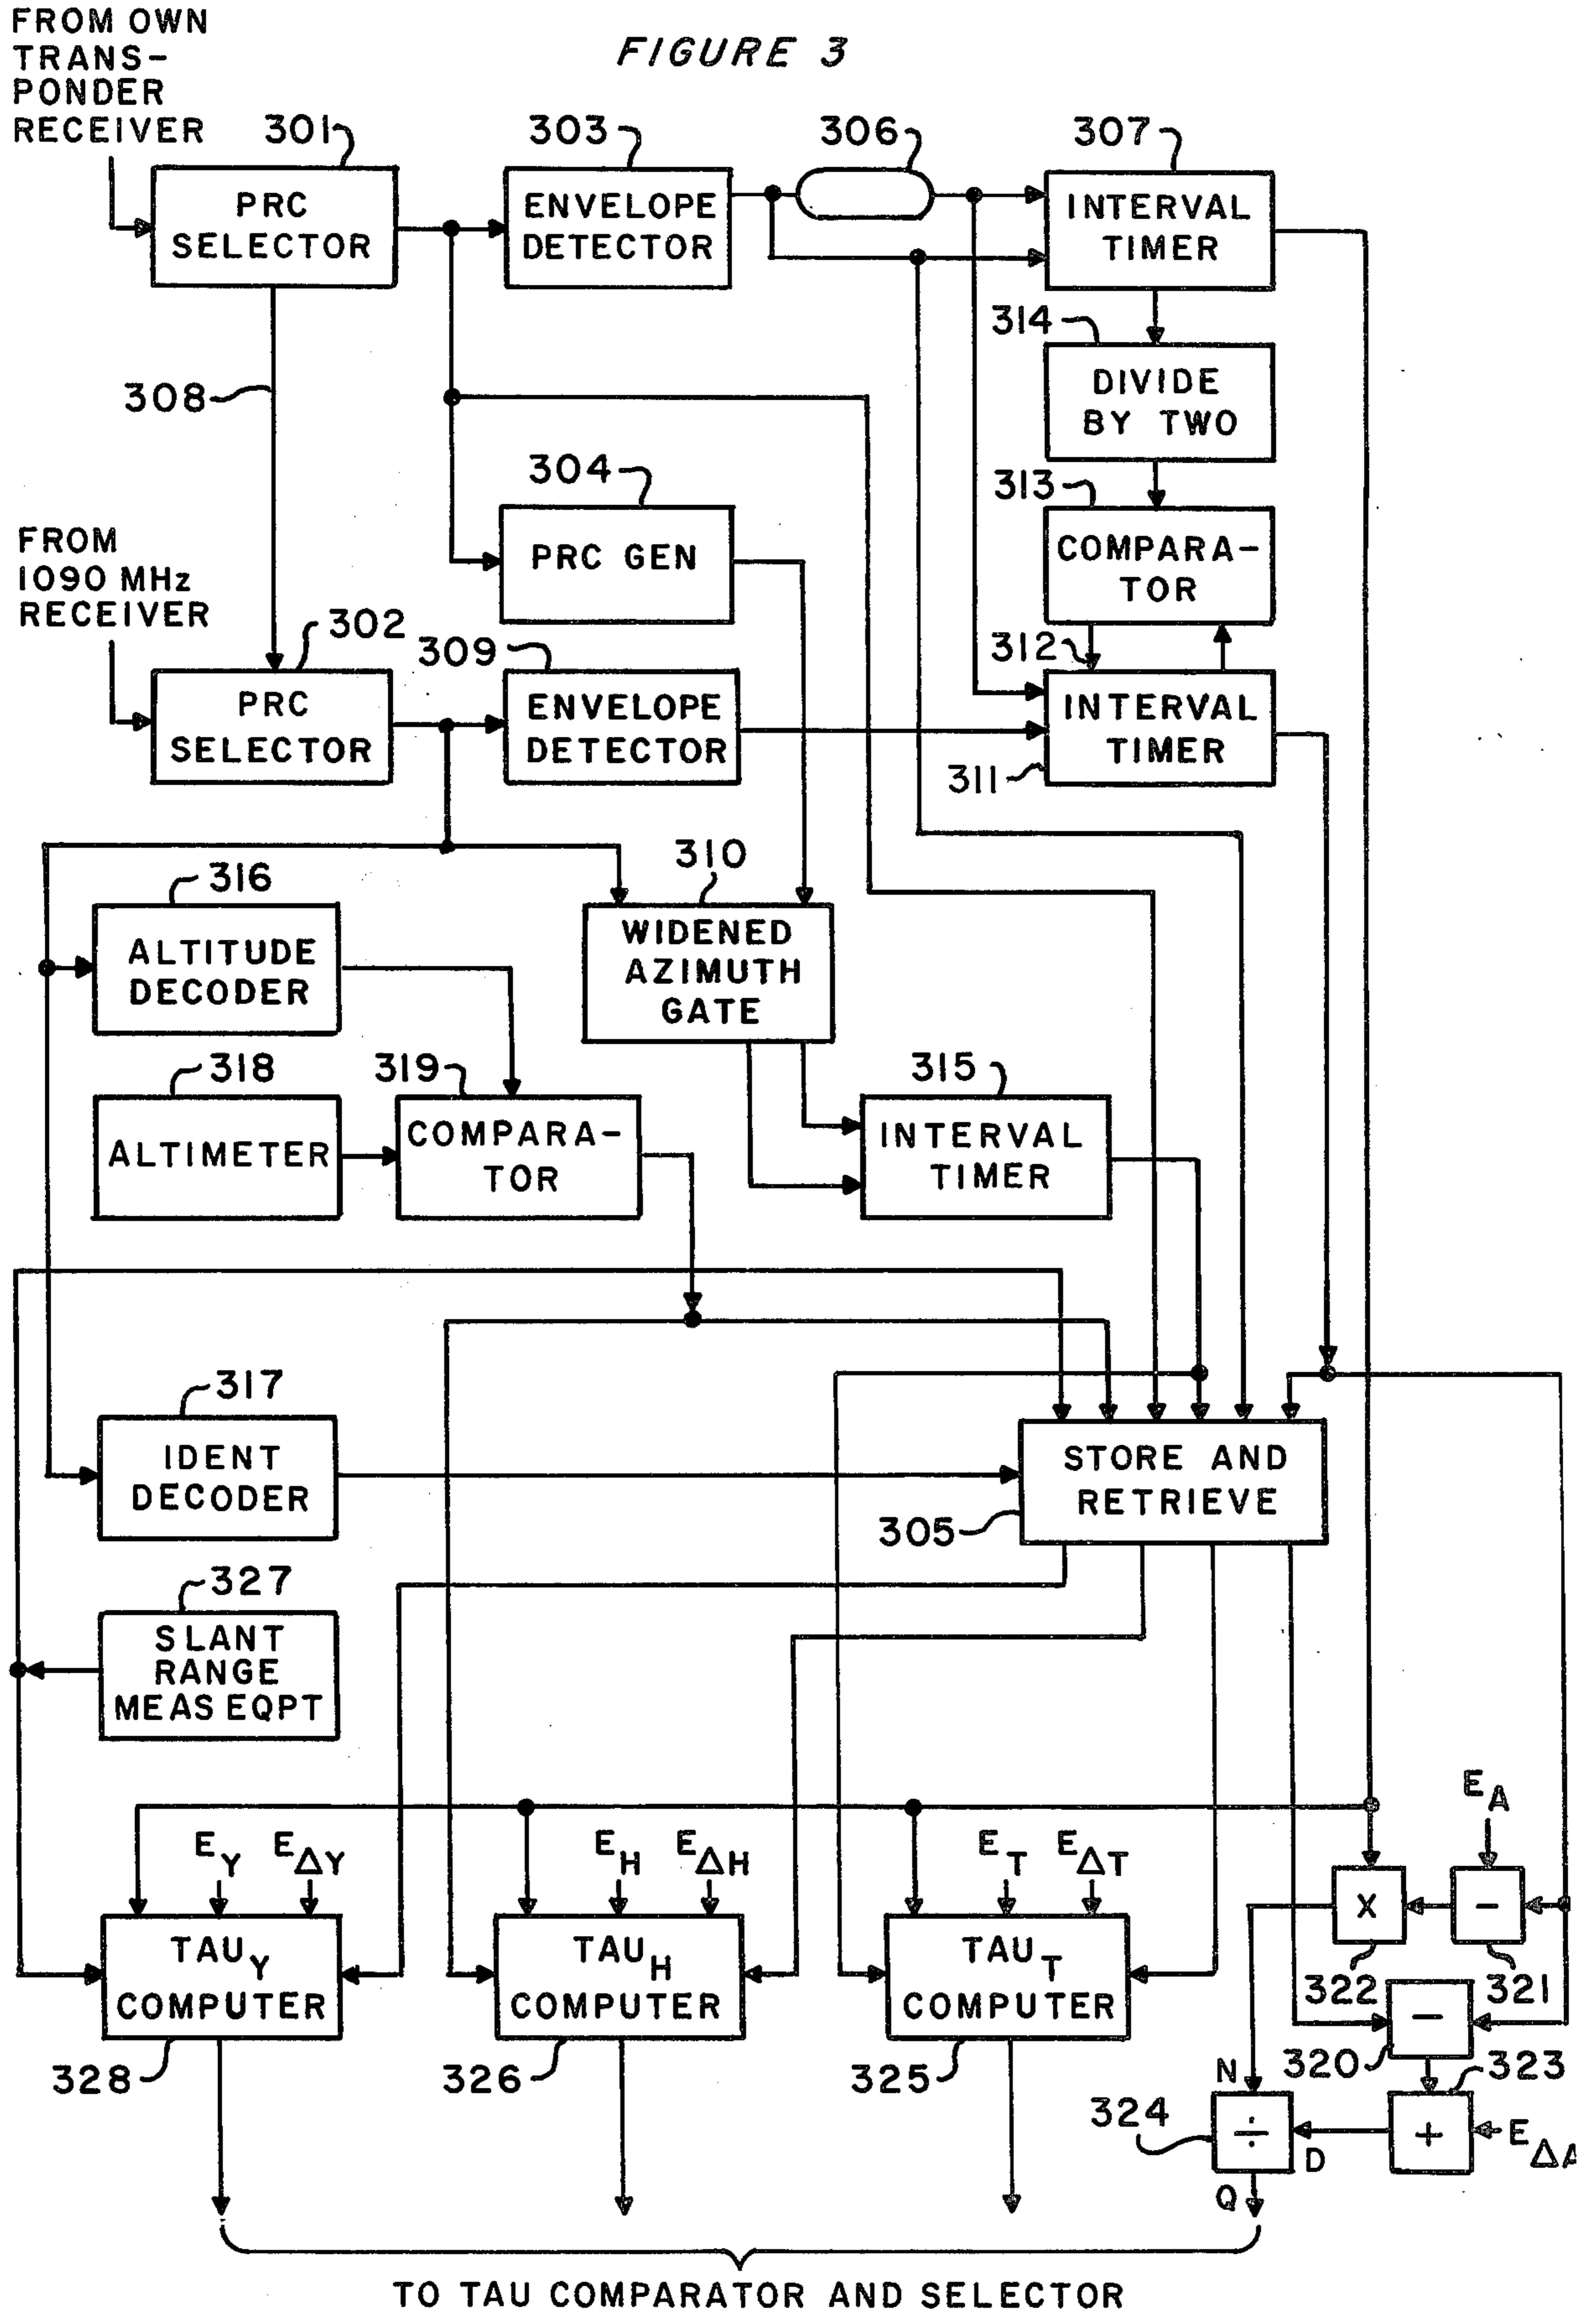 FROM OWN
TRANS-
PONDER
RECEIVER
FIGURE 3
301
303
306
307
PRC
SELECTOR
ENVELOPE
DETECTOR
INTERVAL
TIMER
314
308
DIVIDE
BY TWO
304
313
FROM
1090 MHz
RECEIVER
PRC GEN
COMPARA-
TOR
302
309
312
PRC
SELECTOR
ENVELOPE
DETECTOR
INTERVAL
TIMER
311
316
310
ALTITUDE
DECODER
WIDENED
AZIMUTH
GATE
318
319
315
ALTIMETER
COMPARA-
TOR
INTERVAL
TIMER
317
IDENT
DECODER
STORE AND
RETRIEVE
305
327
SLANT
RANGE
MEAS EQPT
EA
EY EΔY
EH EΔH
ET EΔT
X
-
TAUY
COMPUTER
TAUH
COMPUTER
TAUT
COMPUTER
322
321
-
328
326
325
320
323
N
324
÷
D
+
EΔA
Q
TO TAU COMPARATOR AND SELECTOR